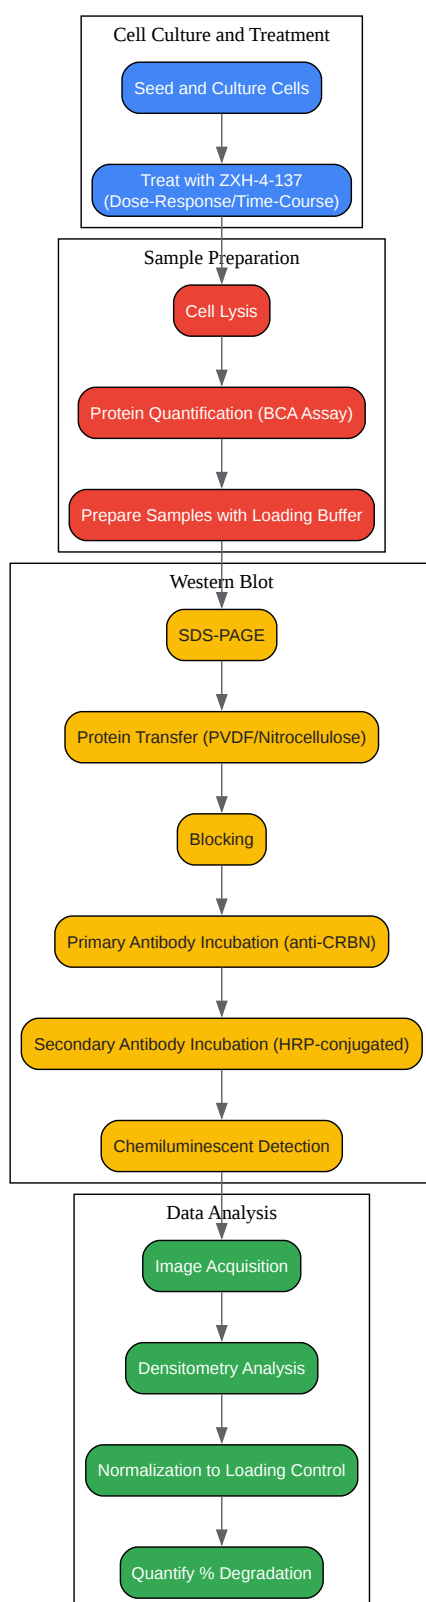 Cell Culture and Treatment
Seed and Culture Cells
Treat with ZXH-4-137
(Dose-Response/Time-Course)
Sample Preparation
Cell Lysis
Protein Quantification (BCA Assay)
Prepare Samples with Loading Buffer
Western Blot
SDS-PAGE
Protein Transfer (PVDF/Nitrocellulose)
Blocking
Primary Antibody Incubation (anti-CRBN)
Secondary Antibody Incubation (HRP-conjugated)
Chemiluminescent Detection
Data Analysis
Image Acquisition
Densitometry Analysis
Normalization to Loading Control
Quantify % Degradation